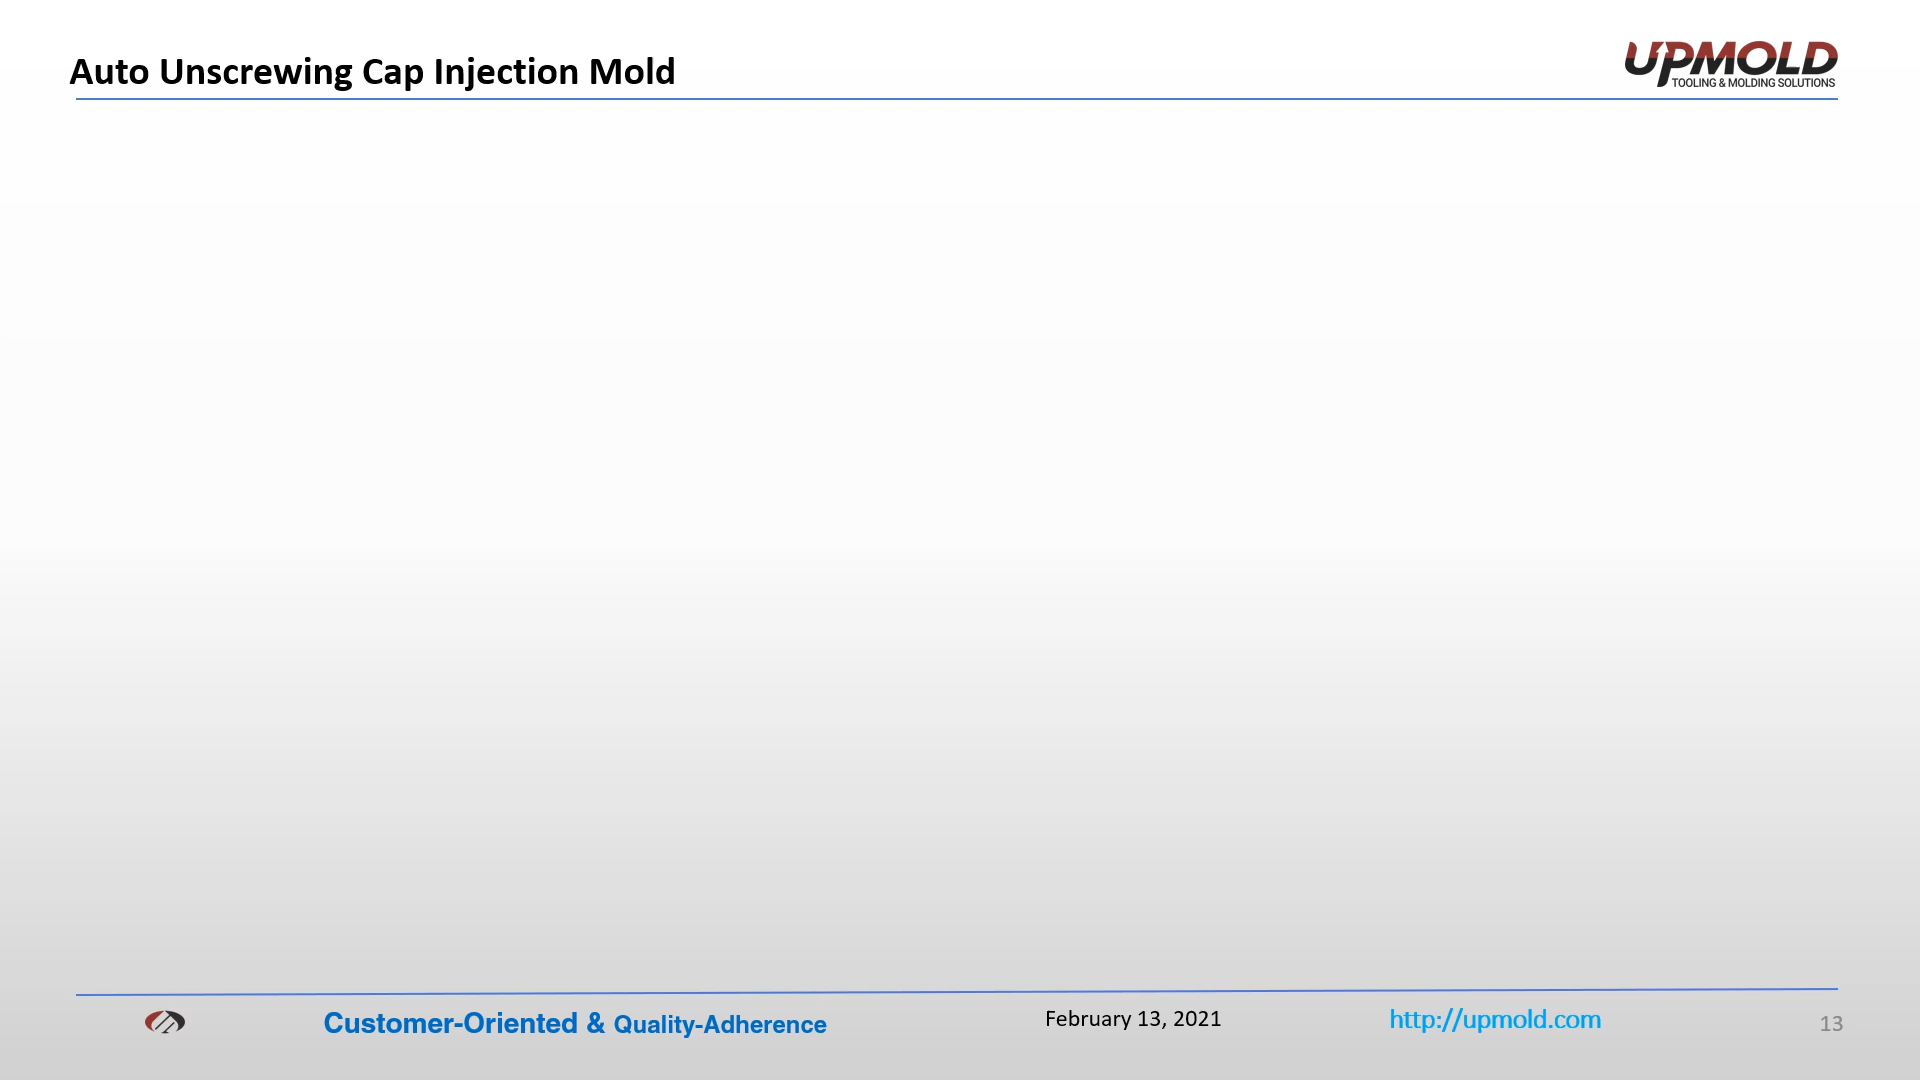 Auto Unscrewing Cap Injection Mold
UPMOLD
TOOLING & MOLDING SOLUTIONS
Customer-Oriented & Quality-Adherence
February 13, 2021
http://upmold.com
13